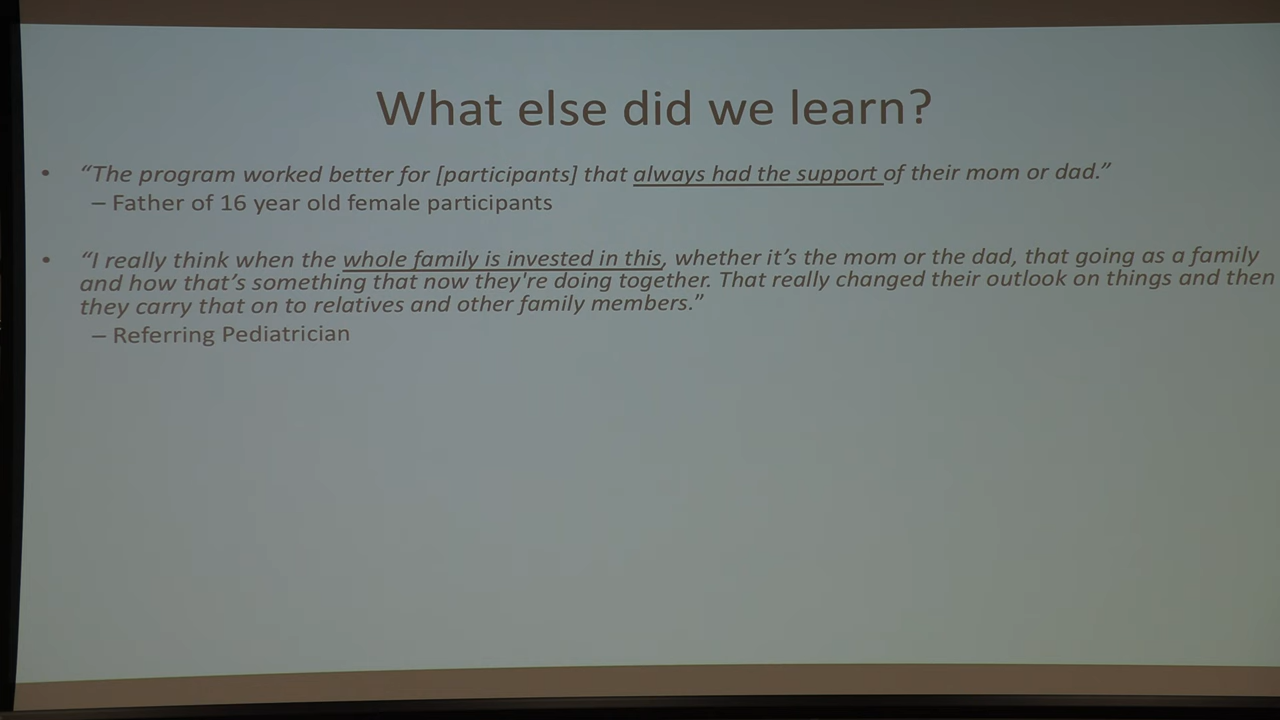 What else did we learn?
• “The program worked better for [participants] that always had the support of their mom or dad.”
– Father of 16 year old female participants
• “I really think when the whole family is invested in this, whether it’s the mom or the dad, that going as a family
and how that’s something that now they're doing together. That really changed their outlook on things and then
they carry that on to relatives and other family members.”
– Referring Pediatrician